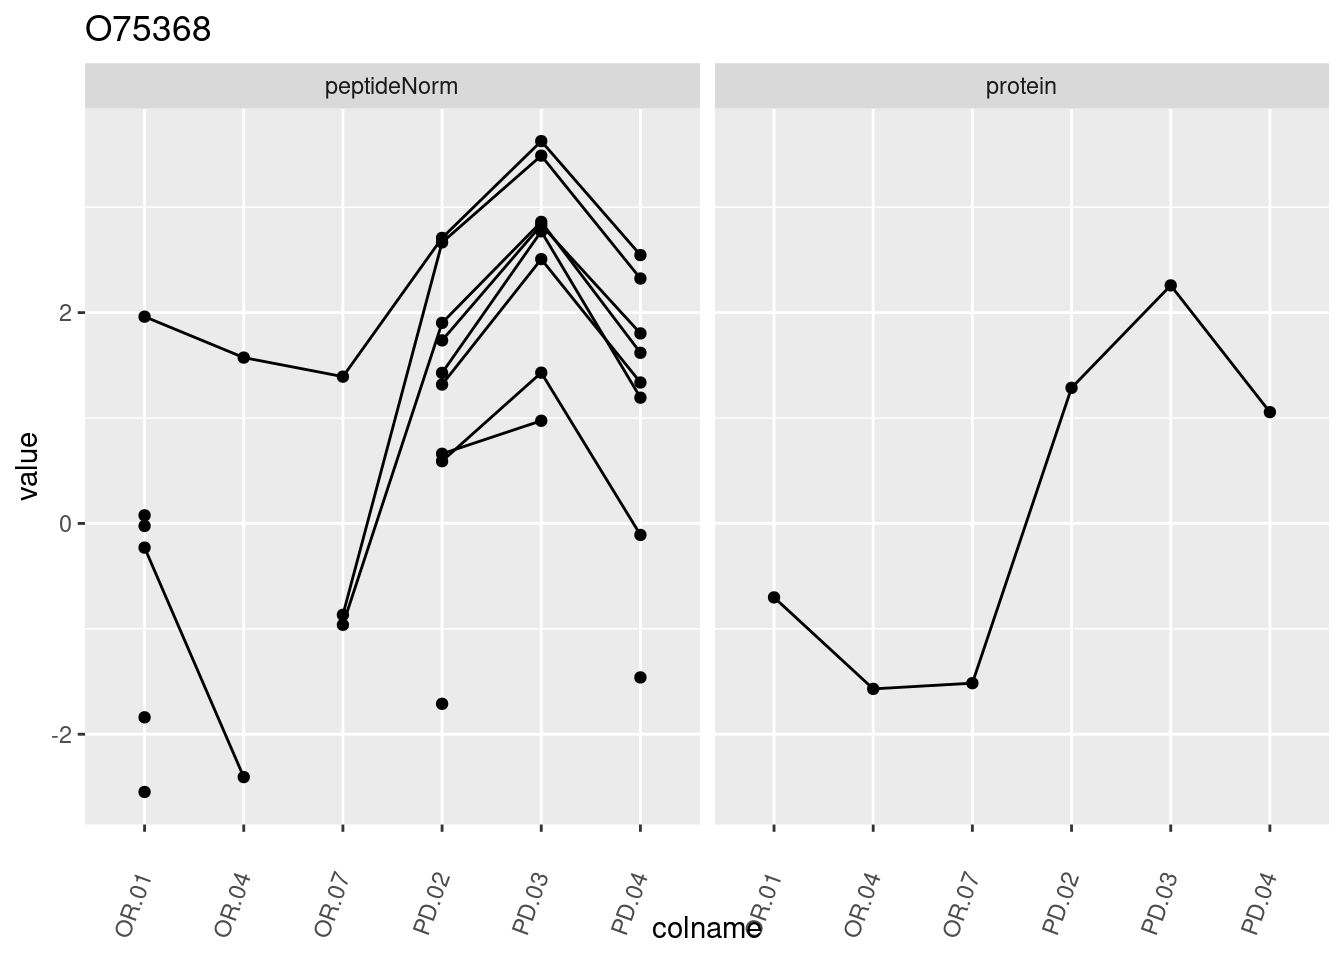 O75368
peptideNorm
protein
value
2
0
-2
OR.01
OR.04
OR.07
PD.02
PD.03
PD.04
OR.01
OR.04
OR.07
PD.02
PD.03
PD.04
colname